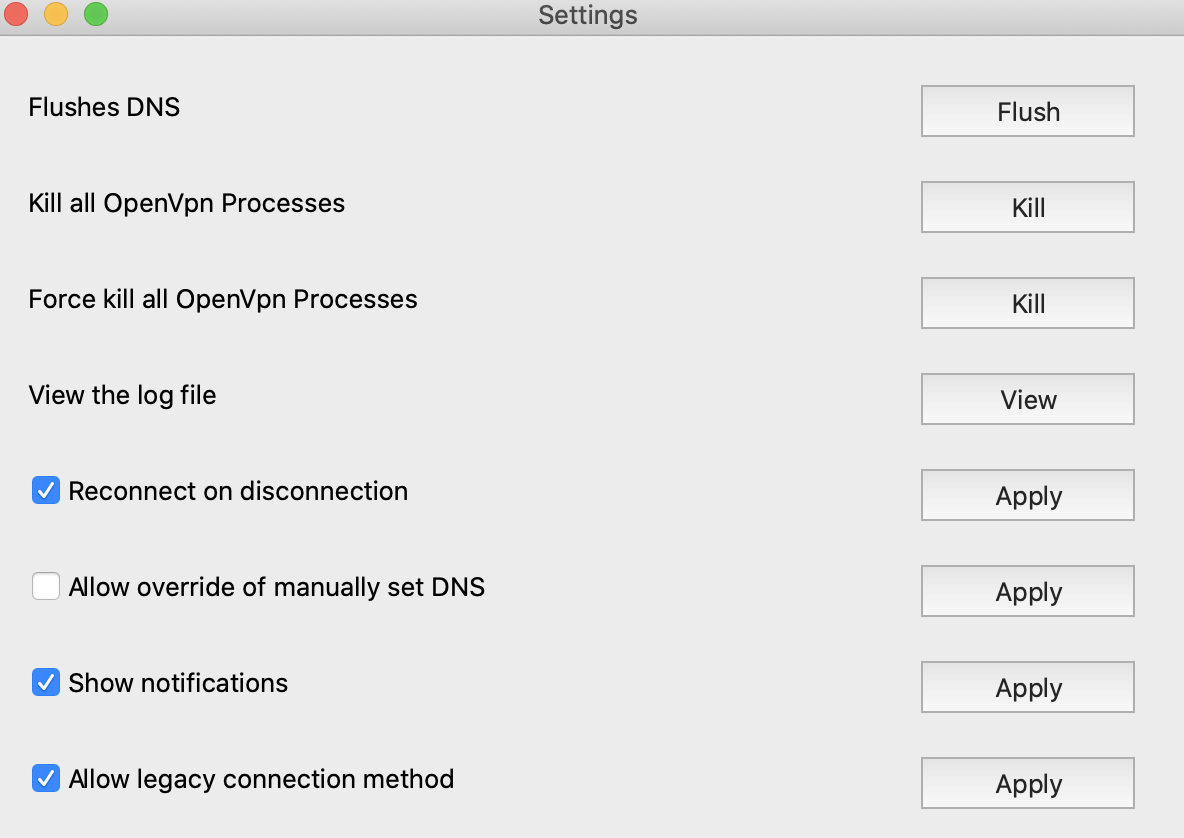 Settings
Flushes DNS Flush
Kill all OpenVpn Processes Kill
Force kill all OpenVpn Processes Kill
View the log file View
Reconnect on disconnection Apply
Allow override of manually set DNS Apply
Show notifications Apply
Allow legacy connection method Apply